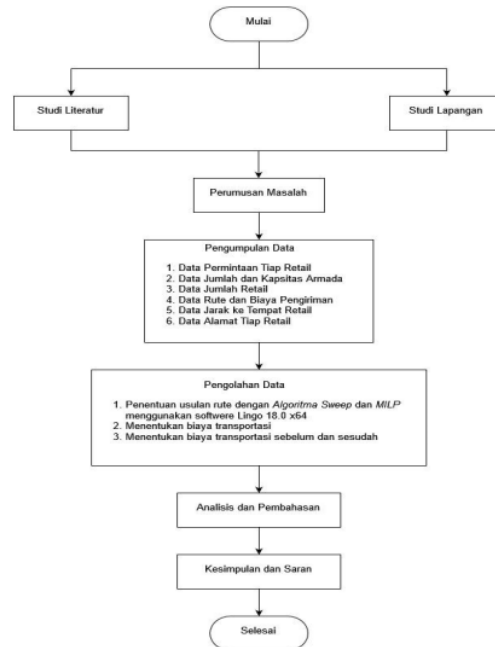 Mulai
Studi Literatur
Studi Lapangan
Perumusan Masalah
Pengumpulan Data
1. Data Permintaan Tiap Retail
2. Data Jumlah dan Kapsitas Armada
3. Data Jumlah Retail
4. Data Rute dan Biaya Pengiriman
5. Data Jarak ke Tempat Retail
6. Data Alamat Tiap Retail
Pengolahan Data
1. Penentuan usulan rute dengan Algoritma Sweep dan MILP
menggunakan softwere Lingo 18.0 x64
2. Menentukan biaya transportasi
3. Menentukan biaya transportasi sebelum dan sesudah
Analisis dan Pembahasan
Kesimpulan dan Saran
Selesai